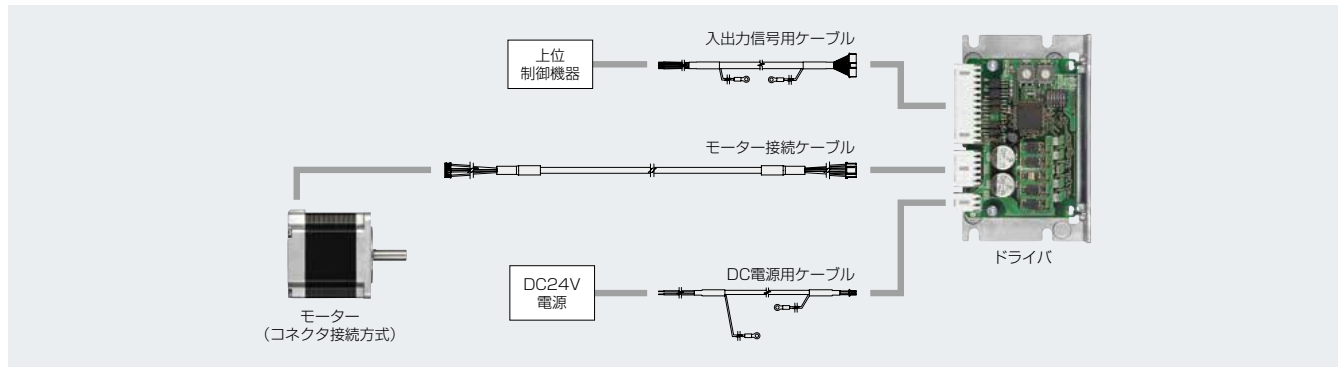 上位
制御機器
入出力信号用ケーブル
モーター接続ケーブル
モーター
（コネクタ接続方式）
DC24V
電源
DC電源用ケーブル
ドライバ